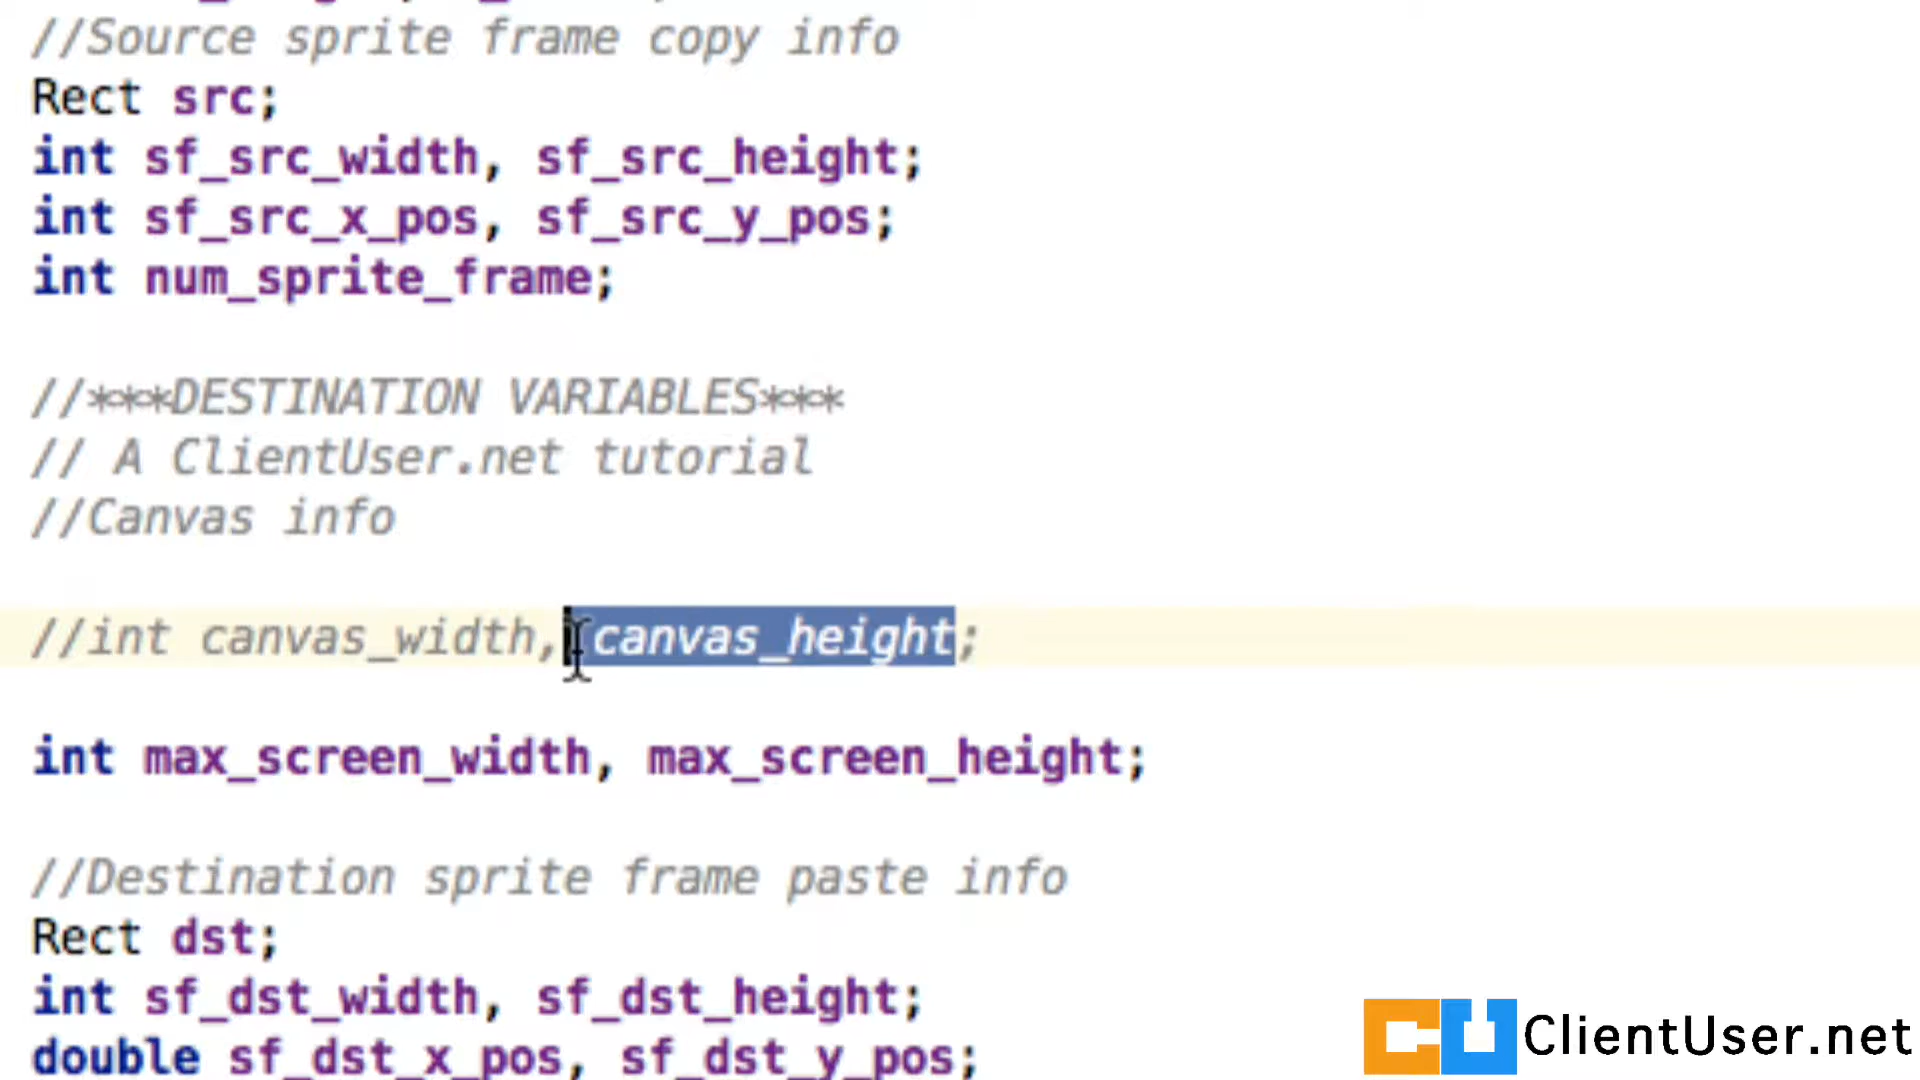 //Source sprite frame copy info
Rect src;
int sf_src_width, sf_src_height;
int sf_src_x_pos, sf_src_y_pos;
int num_sprite_frame;
//***DESTINATION VARIABLES***
// A ClientUser.net tutorial
//Canvas info
//int canvas_width, canvas_height;
int max_screen_width, max_screen_height;
//Destination sprite frame paste info
Rect dst;
int sf_dst_width, sf_dst_height;
double sf_dst_x_pos, sf_dst_y_pos;
CU ClientUser.net